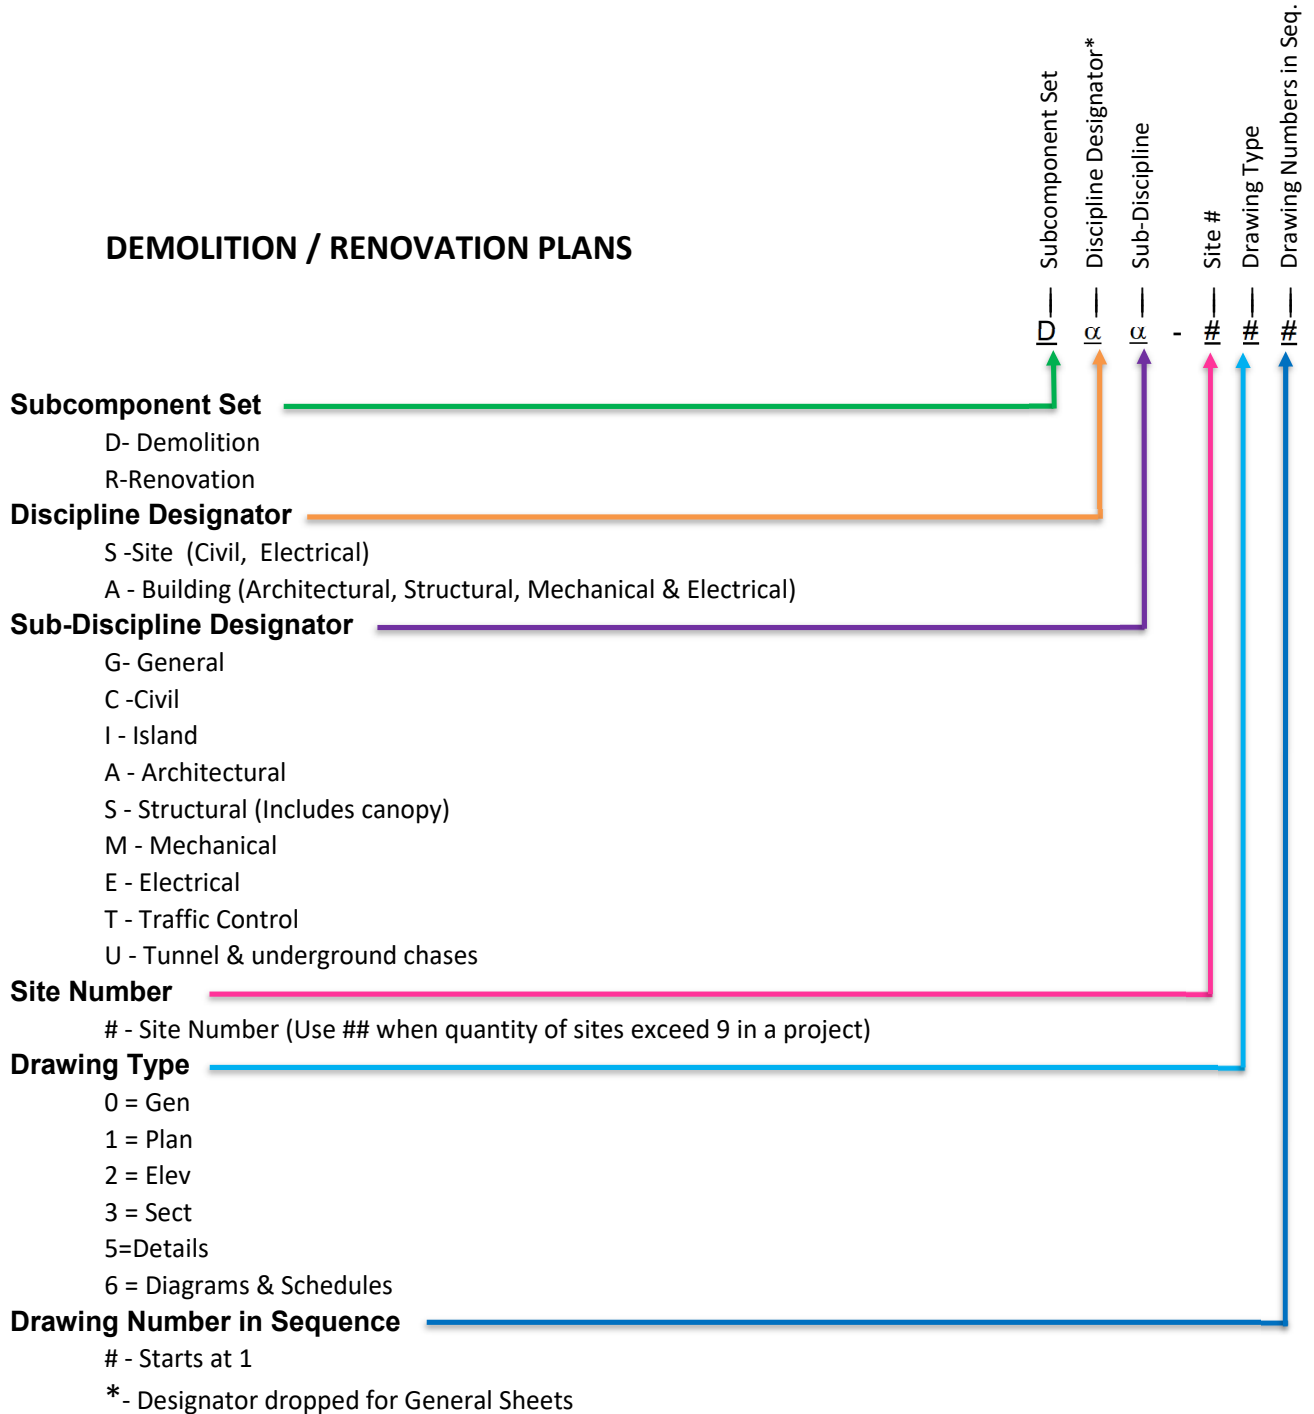 Subcomponent Set
Discipline Designator*
Sub-Discipline
Site #
Drawing Type
Drawing Numbers in Seq.
DEMOLITION / RENOVATION PLANS
D α α - # # #
Subcomponent Set
D- Demolition
R-Renovation
Discipline Designator
S -Site (Civil, Electrical)
A - Building (Architectural, Structural, Mechanical & Electrical)
Sub-Discipline Designator
G- General
C -Civil
I - Island
A - Architectural
S - Structural (Includes canopy)
M - Mechanical
E - Electrical
T - Traffic Control
U - Tunnel & underground chases
Site Number
# - Site Number (Use ## when quantity of sites exceed 9 in a project)
Drawing Type
0 = Gen
1 = Plan
2 = Elev
3 = Sect
5=Details
6 = Diagrams & Schedules
Drawing Number in Sequence
# - Starts at 1
*- Designator dropped for General Sheets